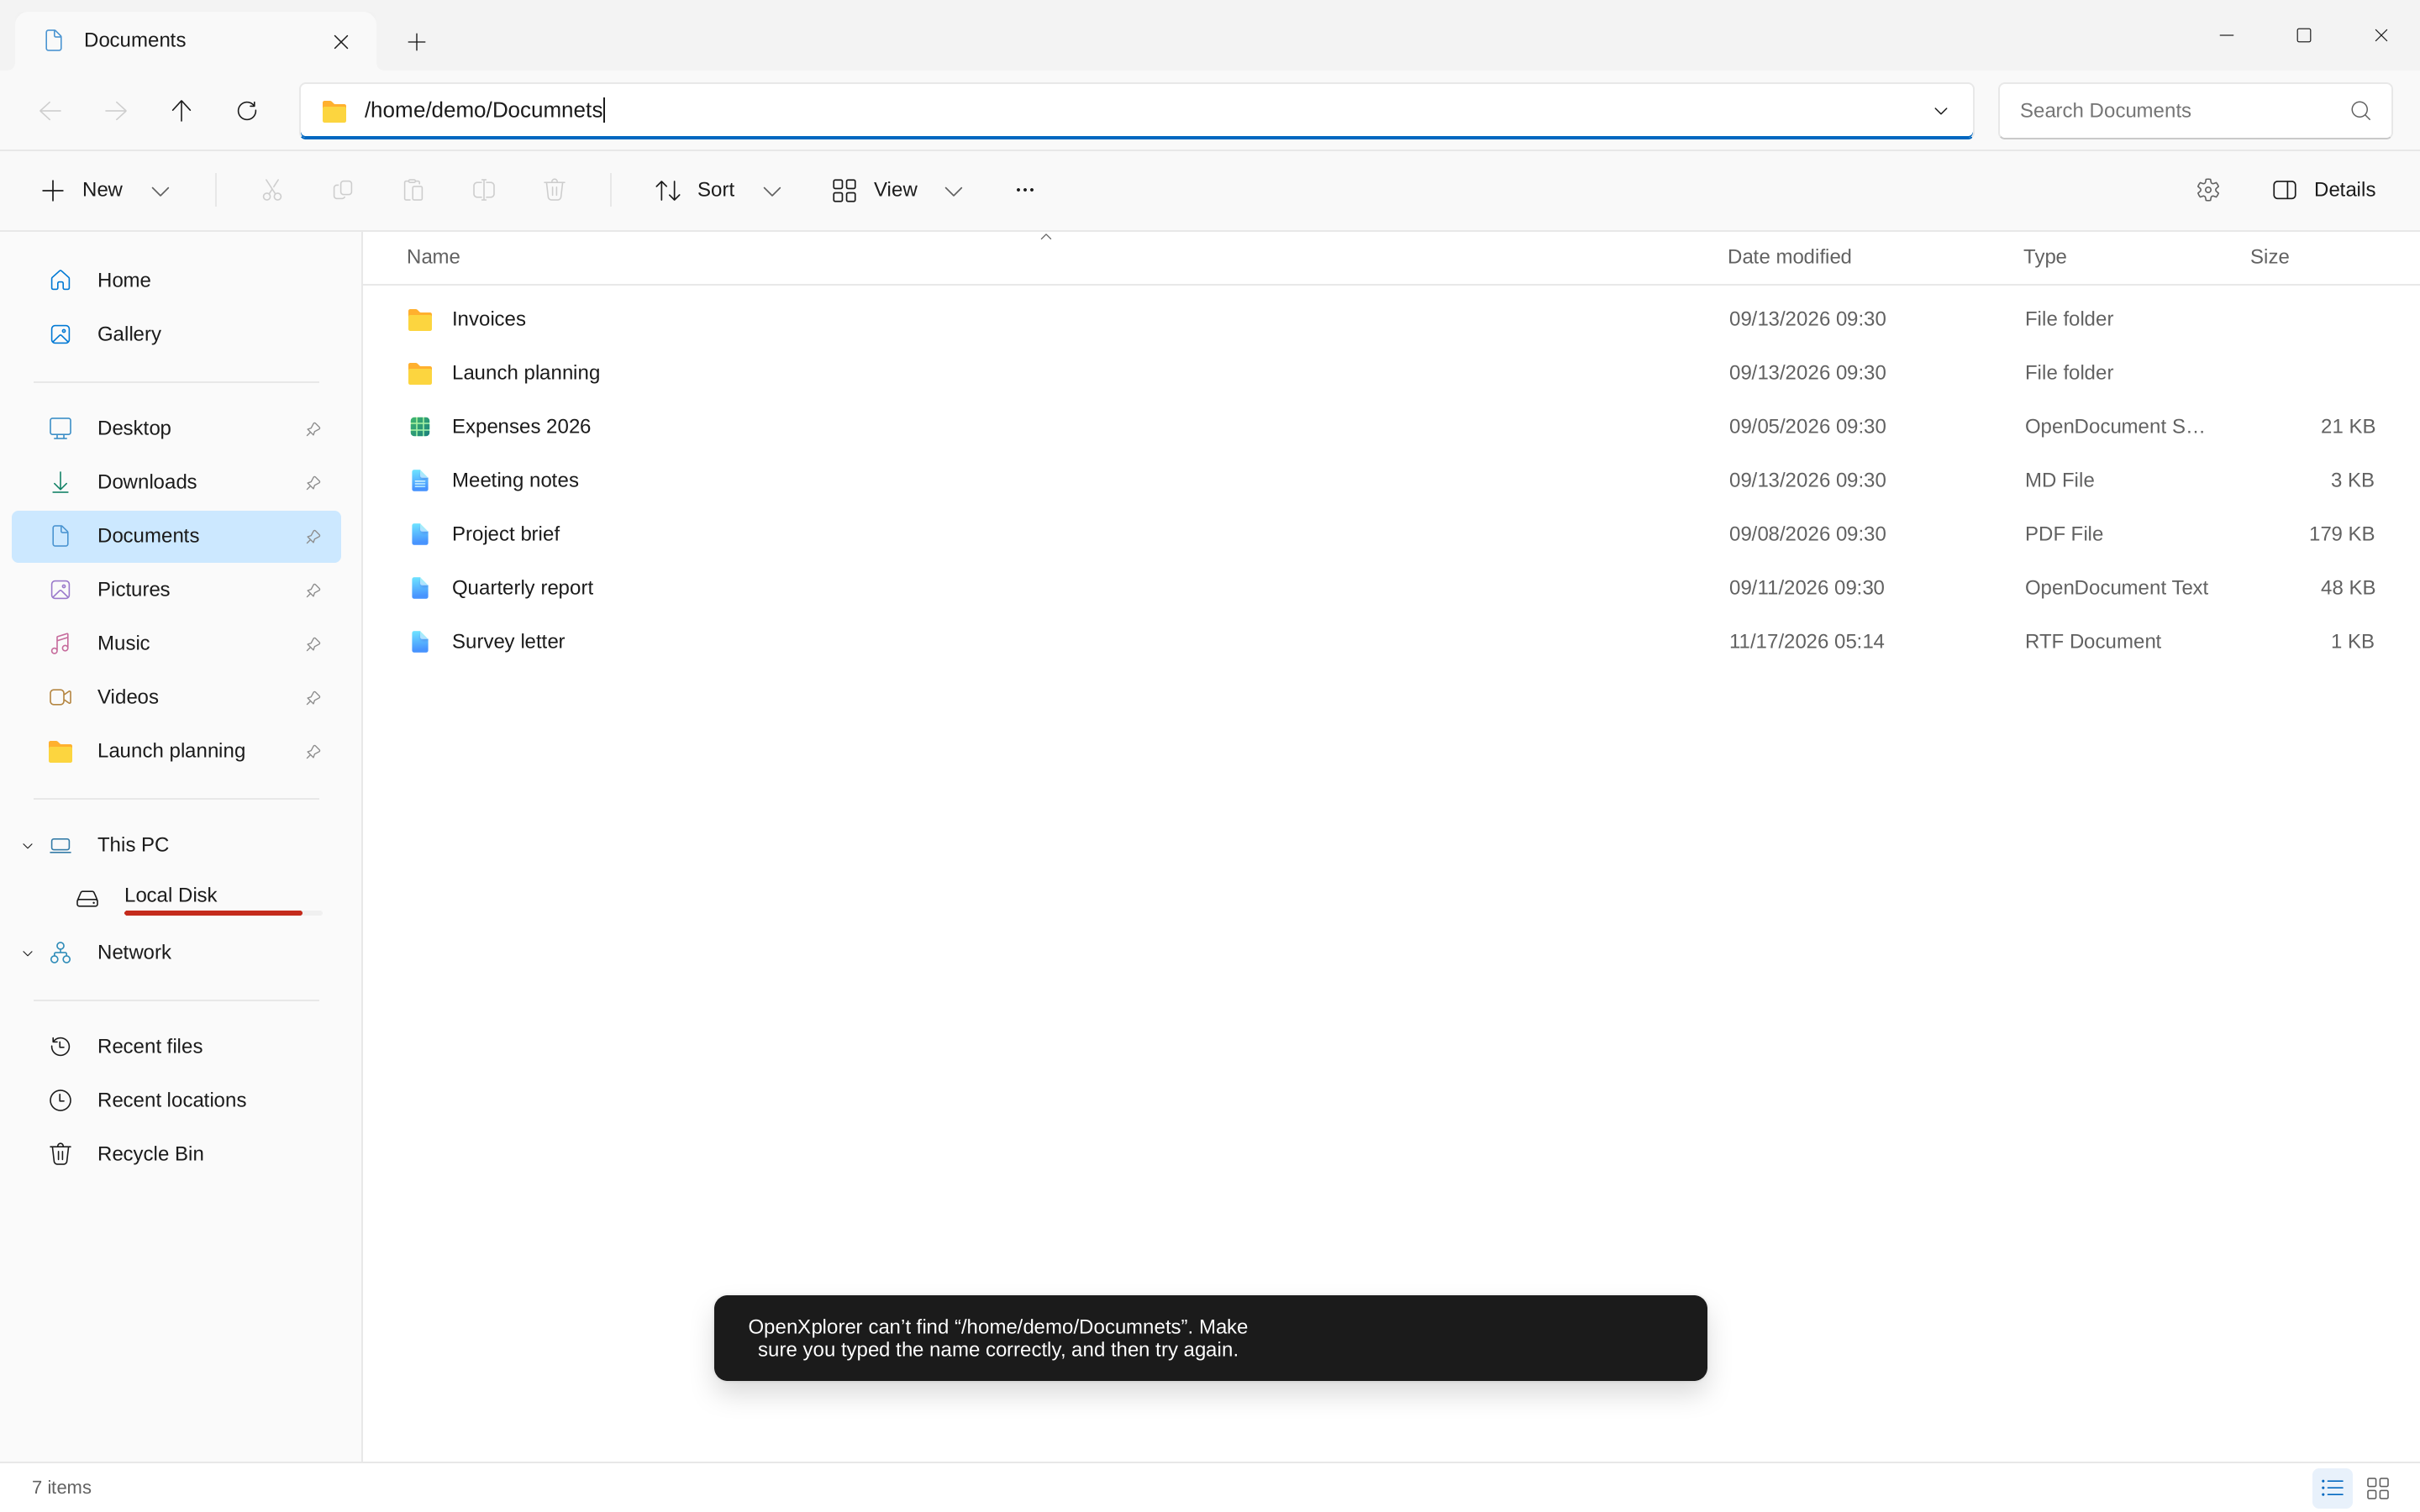 Documents
/home/demo/Documnets
Search Documents
New
Sort
View
Details
Home
Gallery
Desktop
Downloads
Documents
Pictures
Music
Videos
Launch planning
This PC
Local Disk
Network
Recent files
Recent locations
Recycle Bin
Name Date modified Type Size
Invoices 09/13/2026 09:30 File folder
Launch planning 09/13/2026 09:30 File folder
Expenses 2026 09/05/2026 09:30 OpenDocument S… 21 KB
Meeting notes 09/13/2026 09:30 MD File 3 KB
Project brief 09/08/2026 09:30 PDF File 179 KB
Quarterly report 09/11/2026 09:30 OpenDocument Text 48 KB
Survey letter 11/17/2026 05:14 RTF Document 1 KB
OpenXplorer can’t find “/home/demo/Documnets”. Make
sure you typed the name correctly, and then try again.
7 items